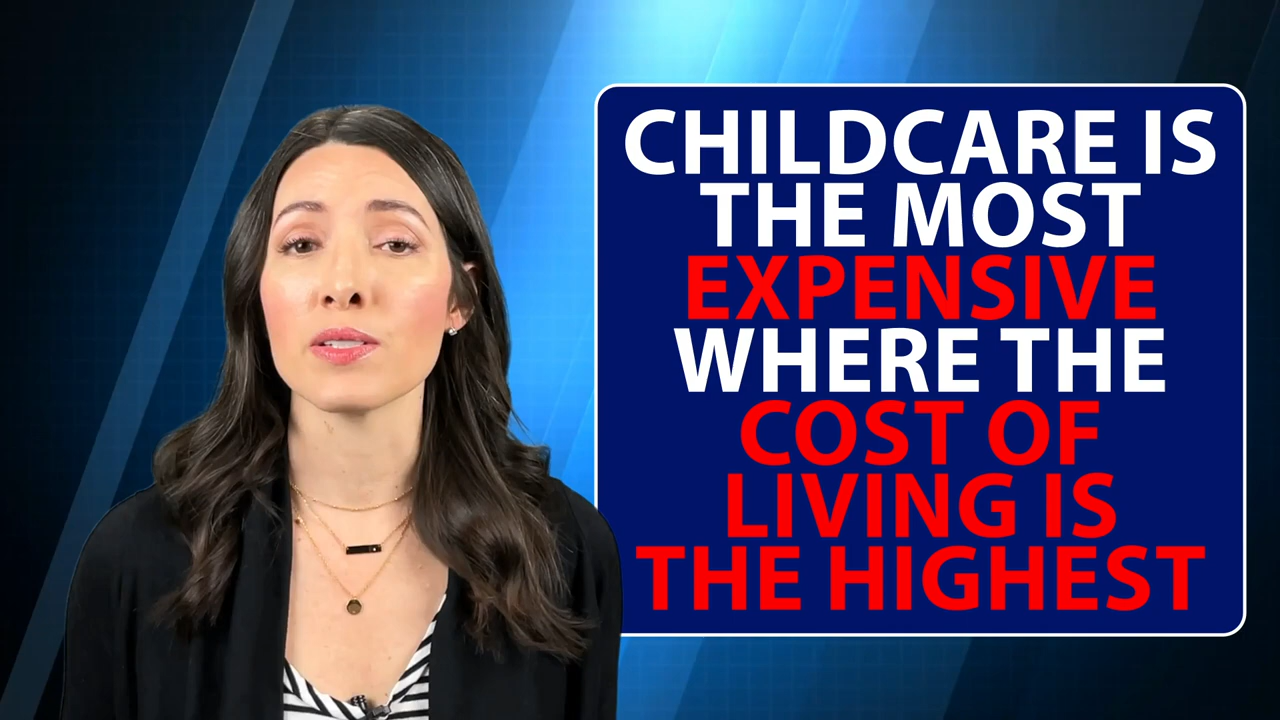 CHILDCARE IS
THE MOST
EXPENSIVE
WHERE THE
COST OF
LIVING IS
THE HIGHEST